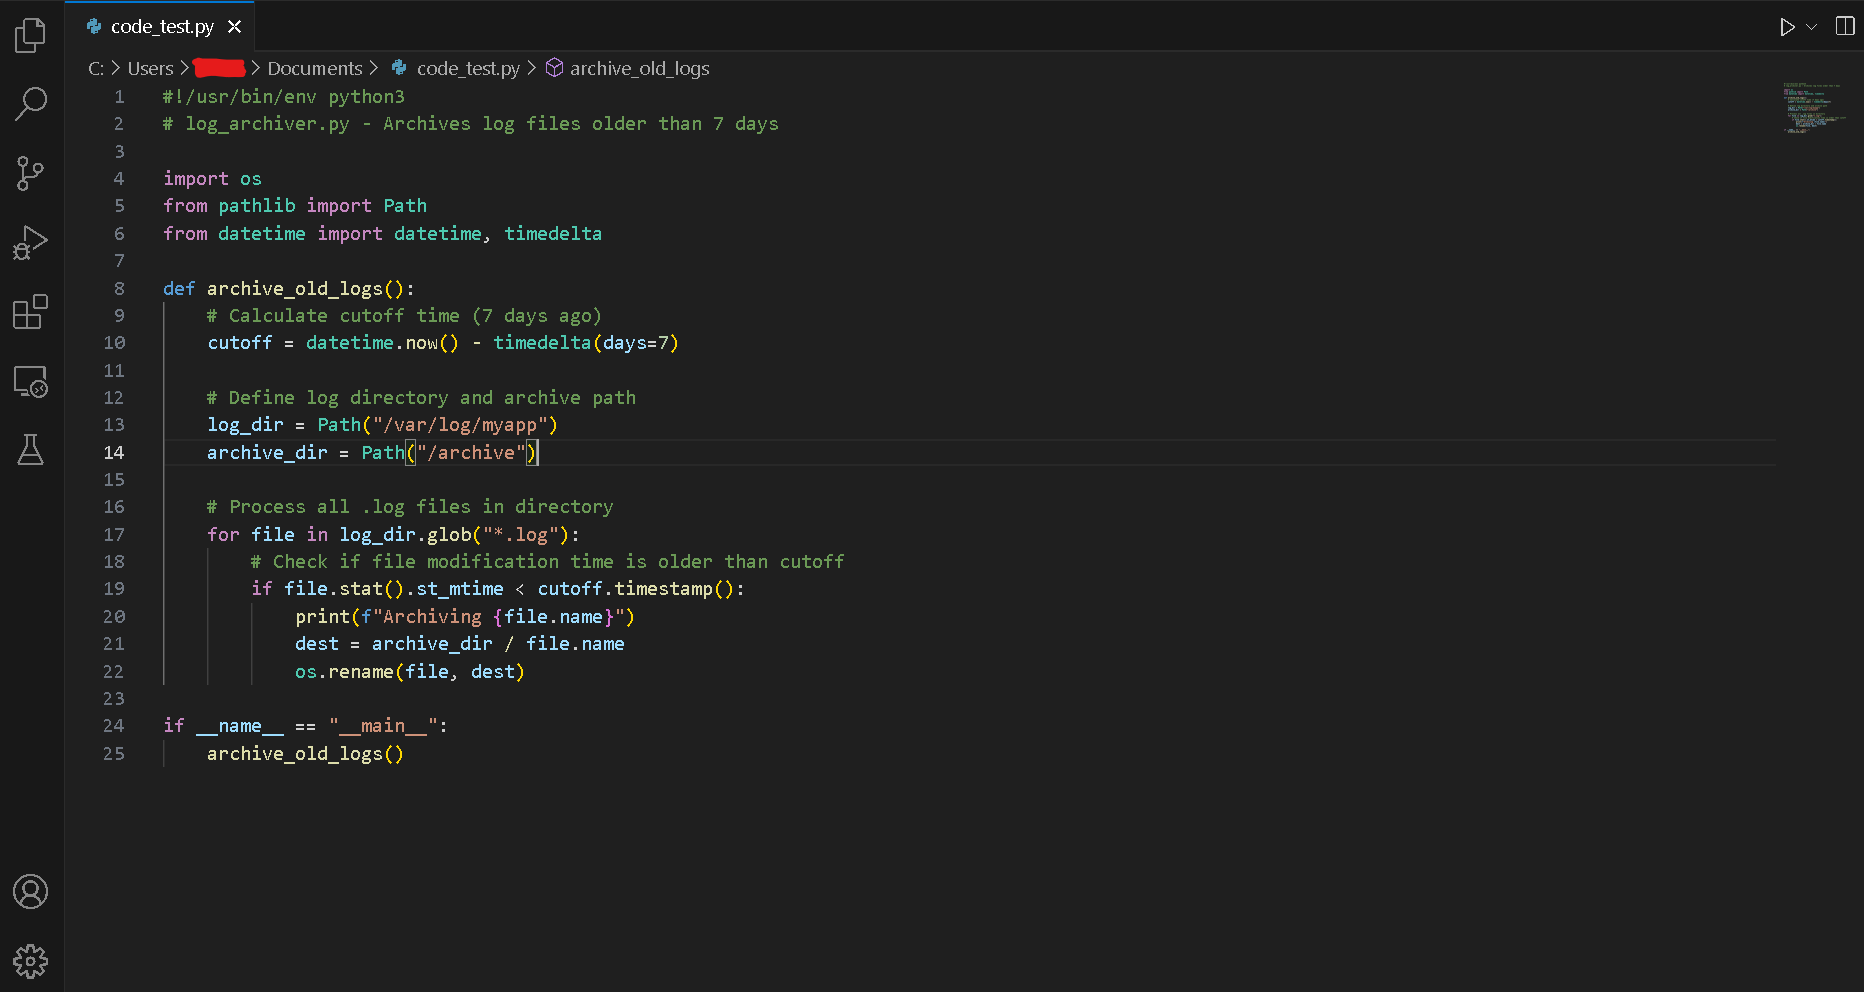 code_test.py
C: > Users > > Documents > code_test.py > archive_old_logs
1 #!/usr/bin/env python3
2 # log_archiver.py - Archives log files older than 7 days
3
4 import os
5 from pathlib import Path
6 from datetime import datetime, timedelta
7
8 def archive_old_logs():
9     # Calculate cutoff time (7 days ago)
10     cutoff = datetime.now() - timedelta(days=7)
11
12     # Define log directory and archive path
13     log_dir = Path("/var/log/myapp")
14     archive_dir = Path("/archive")
15
16     # Process all .log files in directory
17     for file in log_dir.glob("*.log"):
18         # Check if file modification time is older than cutoff
19         if file.stat().st_mtime < cutoff.timestamp():
20             print(f"Archiving {file.name}")
21             dest = archive_dir / file.name
22             os.rename(file, dest)
23
24 if __name__ == "__main__":
25     archive_old_logs()